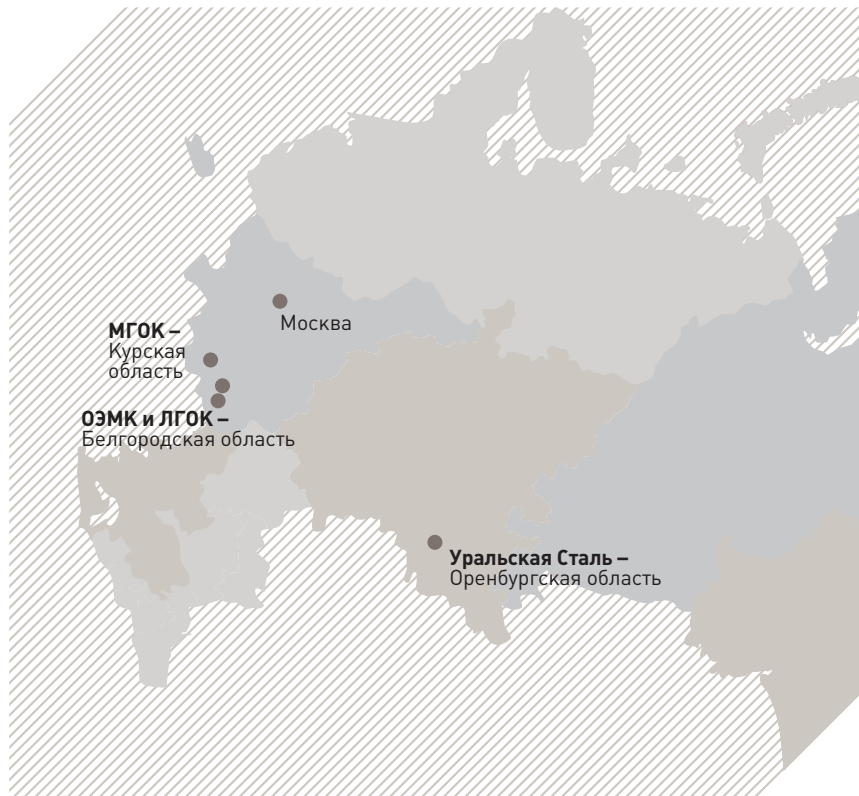 Москва
МГОК –
Курская
область
ОЭМК и ЛГОК –
Белгородская область
Уральская Сталь –
Оренбургская область